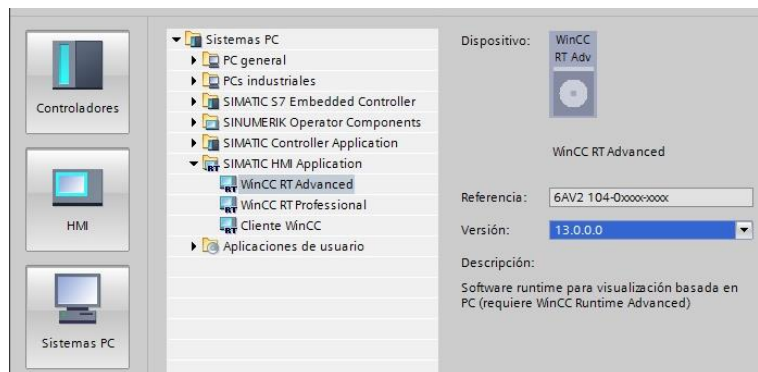 Controladores
HMI
Sistemas PC
Sistemas PC
PC general
PCs industriales
SIMATIC S7 Embedded Controller
SINUMERIK Operator Components
SIMATIC Controller Application
SIMATIC HMI Application
RT WinCC RT Advanced
RT WinCC RT Professional
RT Cliente WinCC
Aplicaciones de usuario
Dispositivo:
WinCC
RT Adv
WinCC RT Advanced
Referencia: 6AV2 104-0xxxx-xxxx
Versión: 13.0.0.0
Descripción:
Software runtime para visualización basada en
PC (requiere WinCC Runtime Advanced)